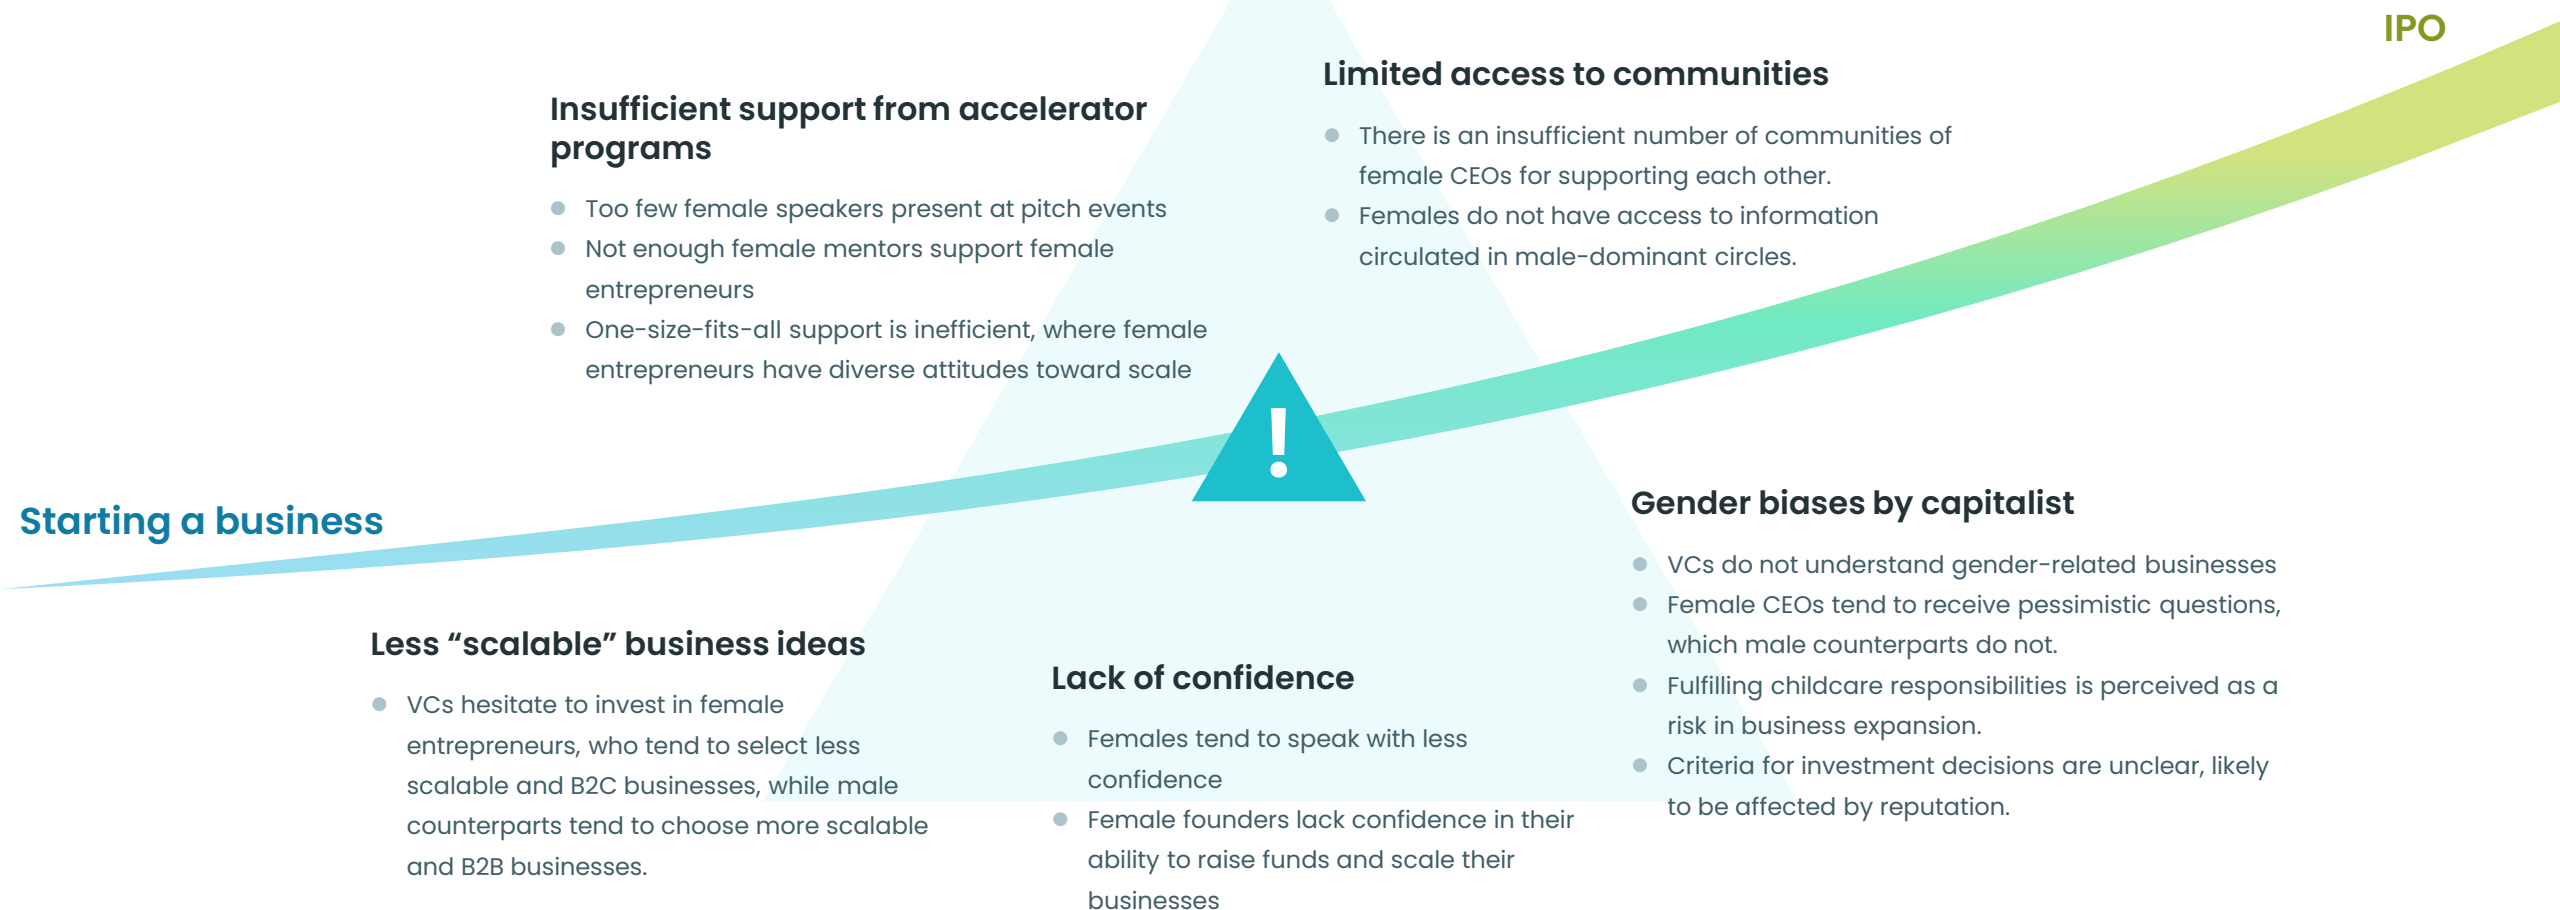 IPO
Limited access to communities
There is an insufficient number of communities of
female CEOs for supporting each other.
Females do not have access to information
circulated in male-dominant circles.
Insufficient support from accelerator
programs
Too few female speakers present at pitch events
Not enough female mentors support female
entrepreneurs
One-size-fits-all support is inefficient, where female
entrepreneurs have diverse attitudes toward scale
!
Starting a business
Gender biases by capitalist
VCs do not understand gender-related businesses
Female CEOs tend to receive pessimistic questions,
which male counterparts do not.
Fulfilling childcare responsibilities is perceived as a
risk in business expansion.
Criteria for investment decisions are unclear, likely
to be affected by reputation.
Less “scalable” business ideas
VCs hesitate to invest in female
entrepreneurs, who tend to select less
scalable and B2C businesses, while male
counterparts tend to choose more scalable
and B2B businesses.
Lack of confidence
Females tend to speak with less
confidence
Female founders lack confidence in their
ability to raise funds and scale their
businesses